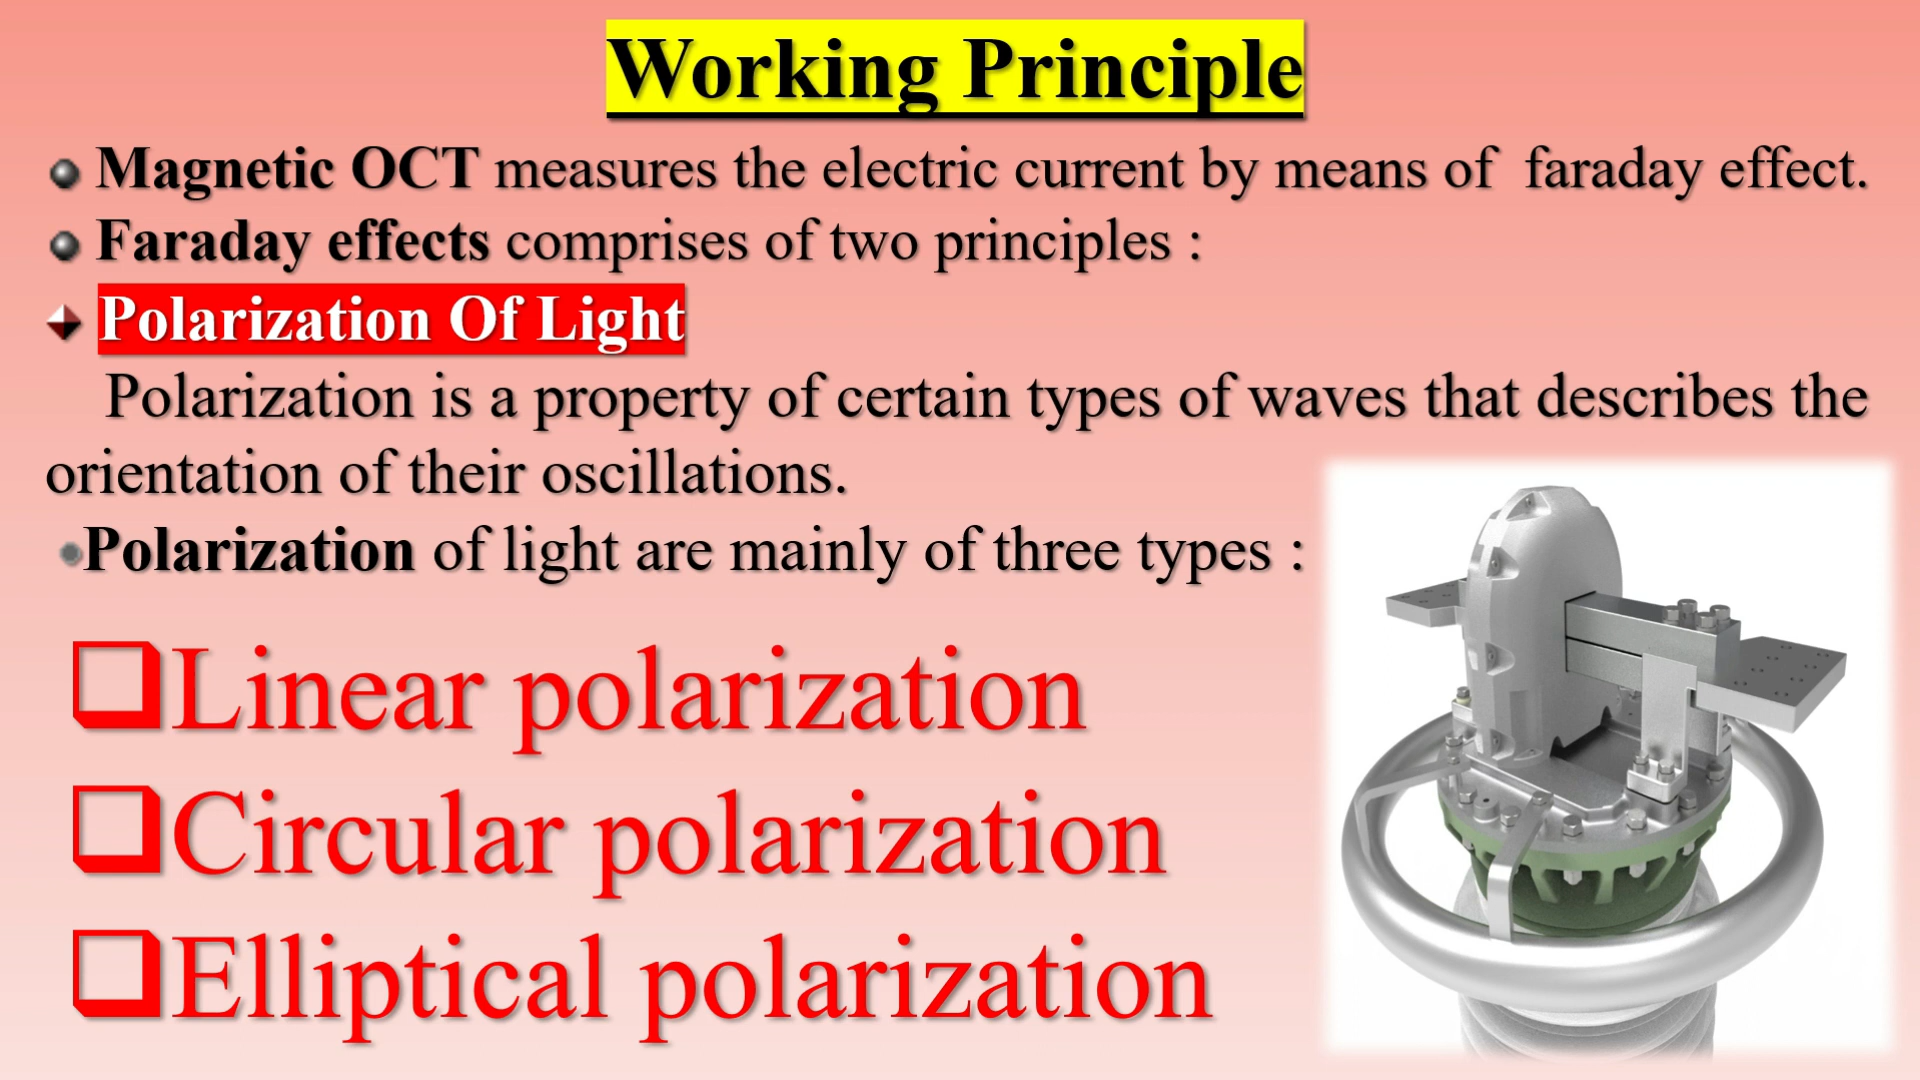 Working Principle
Magnetic OCT measures the electric current by means of faraday effect.
Faraday effects comprises of two principles :
Polarization Of Light
Polarization is a property of certain types of waves that describes the
orientation of their oscillations.
Polarization of light are mainly of three types :
Linear polarization
Circular polarization
Elliptical polarization